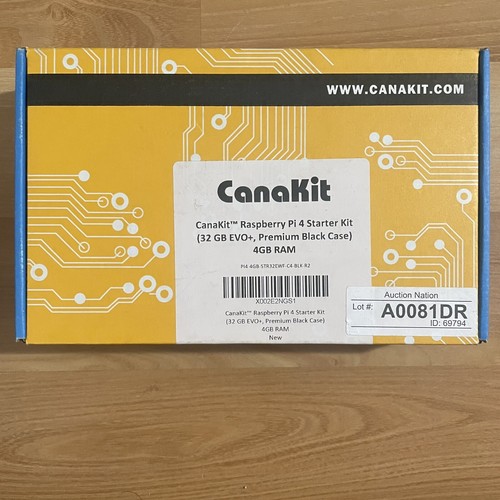 WWW.CANAKIT.COM
CanaKit
CanaKit™ Raspberry Pi 4 Starter Kit
(32 GB EVO+, Premium Black Case)
4GB RAM
PI4-4GB-STR32EWF-C4-BLK-R2
X002E2NGS1
CanaKit™ Raspberry Pi 4 Starter Kit
(32 GB EVO+, Premium Black Case)
4GB RAM
New
Auction Nation
Lot #: A0081DR
ID: 69794